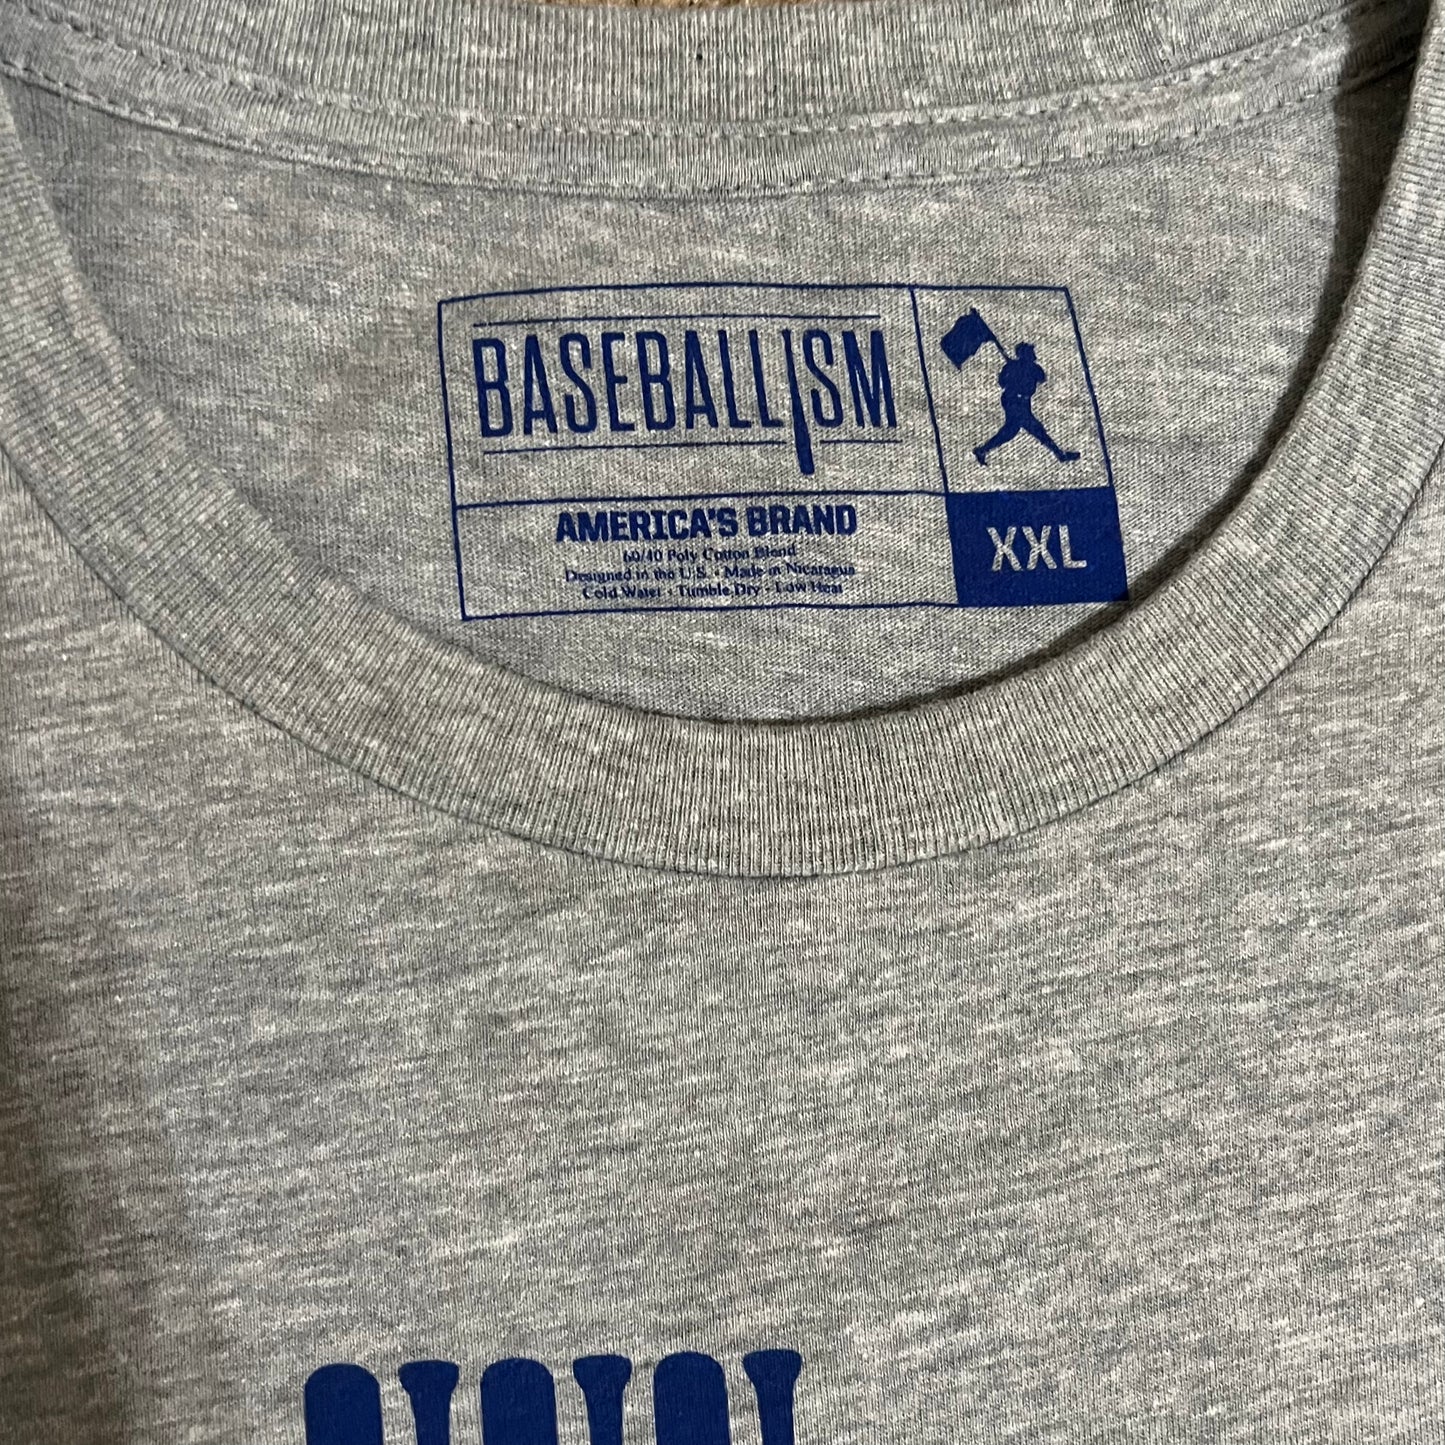 BASEBALLISM
AMERICA'S BRAND
60/40 Poly Cotton Blend
Designed in the U.S. • Made in Nicaragua
Cold Water • Tumble Dry - Low Heat
XXL